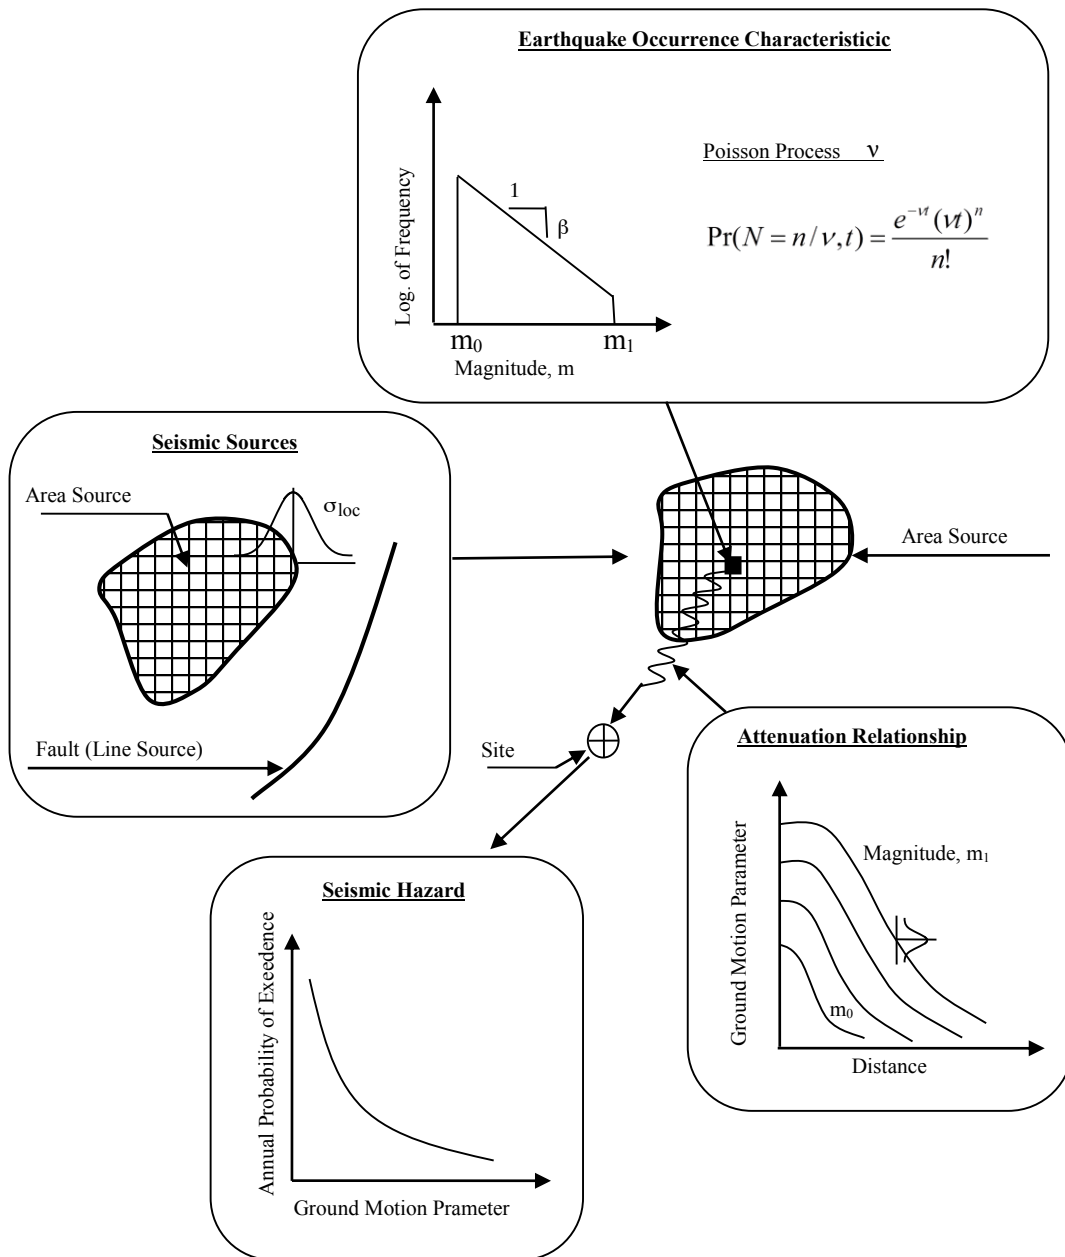 Earthquake Occurrence Characteristicic
Log. of Frequency
1
β
m₀
m₁
Magnitude, m
Poisson Process ν
Pr(N = n/ν,t) = e^{-νt}(νt)^n / n!
Seismic Sources
Area Source
σloc
Fault (Line Source)
Area Source
Site
Attenuation Relationship
Ground Motion Parameter
Magnitude, m₁
m₀
Distance
Seismic Hazard
Annual Probability of Exeedence
Ground Motion Prameter